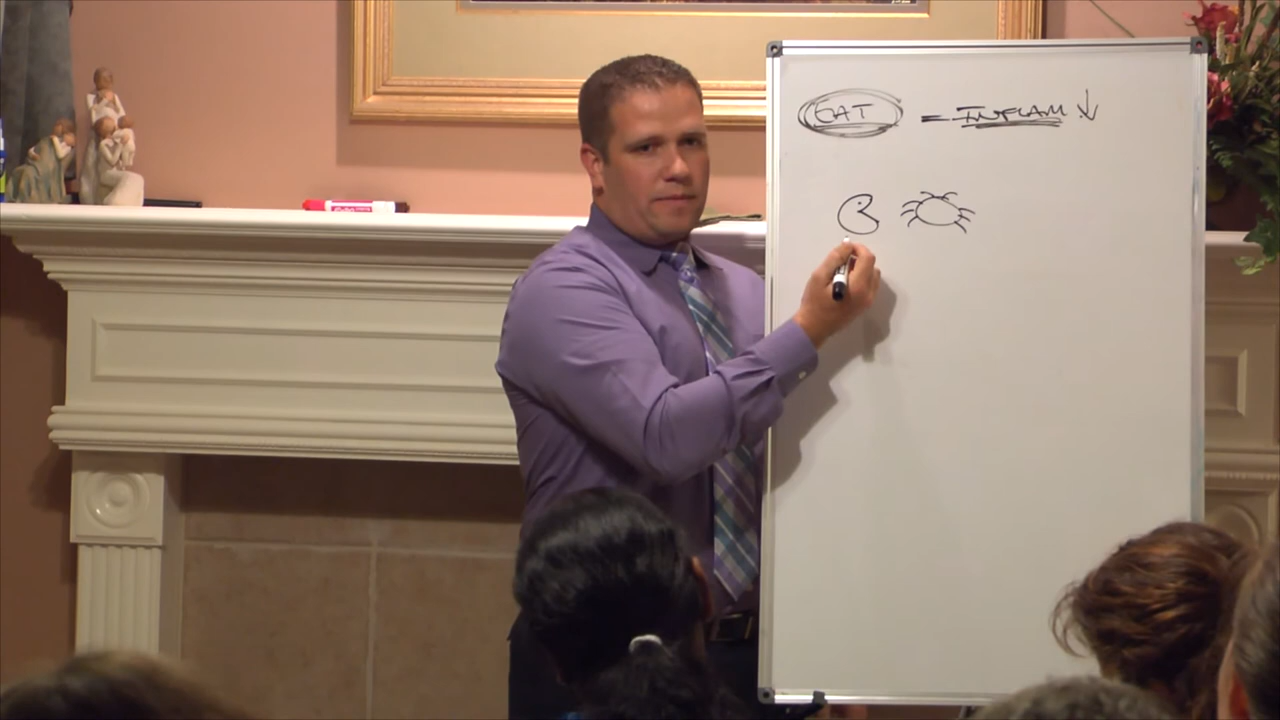 EAT = INFLAM ↓